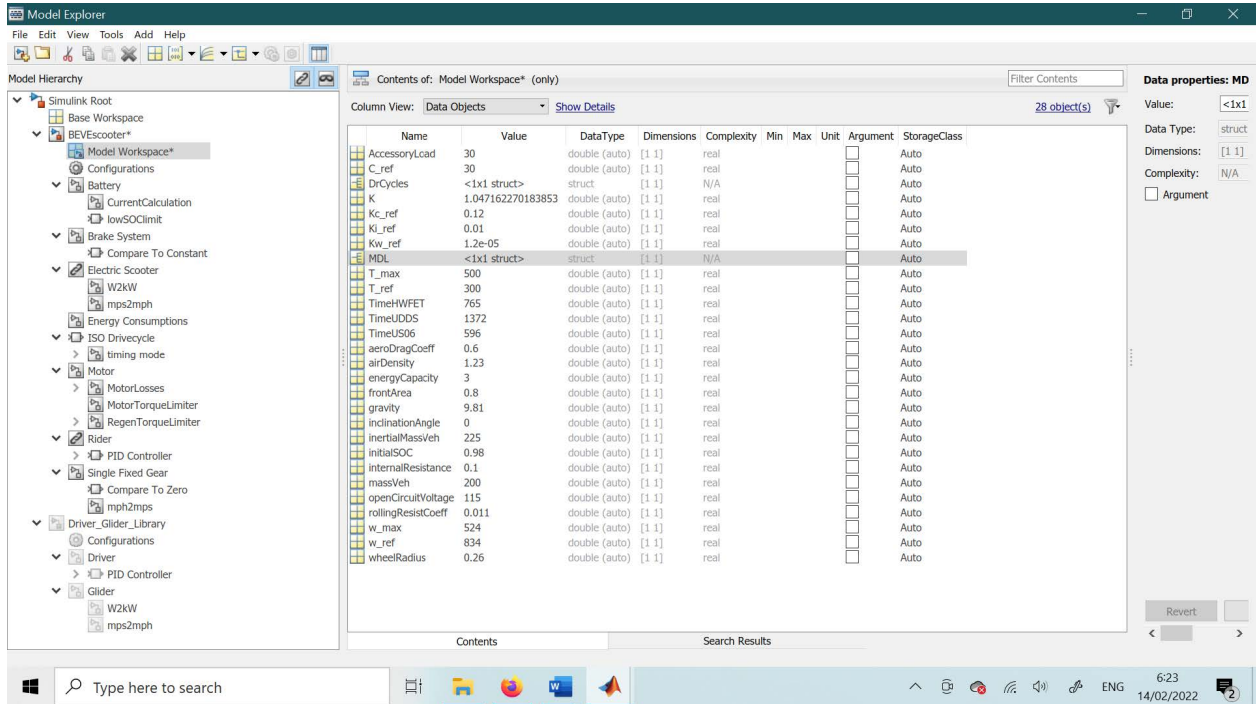 Model Explorer
File Edit View Tools Add Help
Model Hierarchy
Simulink Root
Base Workspace
BEVEscooter*
Model Workspace*
Configurations
Battery
CurrentCalculation
lowSOClimit
Brake System
Compare To Constant
Electric Scooter
W2kW
mps2mph
Energy Consumptions
ISO Drivecycle
timing mode
Motor
MotorLosses
MotorTorqueLimiter
RegenTorqueLimiter
Rider
PID Controller
Single Fixed Gear
Compare To Zero
mph2mps
Driver_Glider_Library
Configurations
Driver
PID Controller
Glider
W2kW
mps2mph
Contents of: Model Workspace* (only)
Filter Contents
Column View: Data Objects Show Details 28 object(s)
Name Value DataType Dimensions Complexity Min Max Unit Argument StorageClass
AccessoryLoad 30 double (auto) [1 1] real Auto
C_ref 30 double (auto) [1 1] real Auto
DrCycles <1x1 struct> struct [1 1] N/A Auto
K 1.047162270183853 double (auto) [1 1] real Auto
Kc_ref 0.12 double (auto) [1 1] real Auto
Ki_ref 0.01 double (auto) [1 1] real Auto
Kw_ref 1.2e-05 double (auto) [1 1] real Auto
MDL <1x1 struct> struct [1 1] N/A Auto
T_max 500 double (auto) [1 1] real Auto
T_ref 300 double (auto) [1 1] real Auto
TimeHWFET 765 double (auto) [1 1] real Auto
TimeUDDS 1372 double (auto) [1 1] real Auto
TimeUS06 596 double (auto) [1 1] real Auto
aeroDragCoeff 0.6 double (auto) [1 1] real Auto
airDensity 1.23 double (auto) [1 1] real Auto
energyCapacity 3 double (auto) [1 1] real Auto
frontArea 0.8 double (auto) [1 1] real Auto
gravity 9.81 double (auto) [1 1] real Auto
inclinationAngle 0 double (auto) [1 1] real Auto
inertialMassVeh 225 double (auto) [1 1] real Auto
initialSOC 0.98 double (auto) [1 1] real Auto
internalResistance 0.1 double (auto) [1 1] real Auto
massVeh 200 double (auto) [1 1] real Auto
openCircuitVoltage 115 double (auto) [1 1] real Auto
rollingResistCoeff 0.011 double (auto) [1 1] real Auto
w_max 524 double (auto) [1 1] real Auto
w_ref 834 double (auto) [1 1] real Auto
wheelRadius 0.26 double (auto) [1 1] real Auto
Contents Search Results
Data properties: MD
Value: <1x1
Data Type: struct
Dimensions: [1 1]
Complexity: N/A
Argument
Revert
Type here to search
ENG
6:23
14/02/2022
2